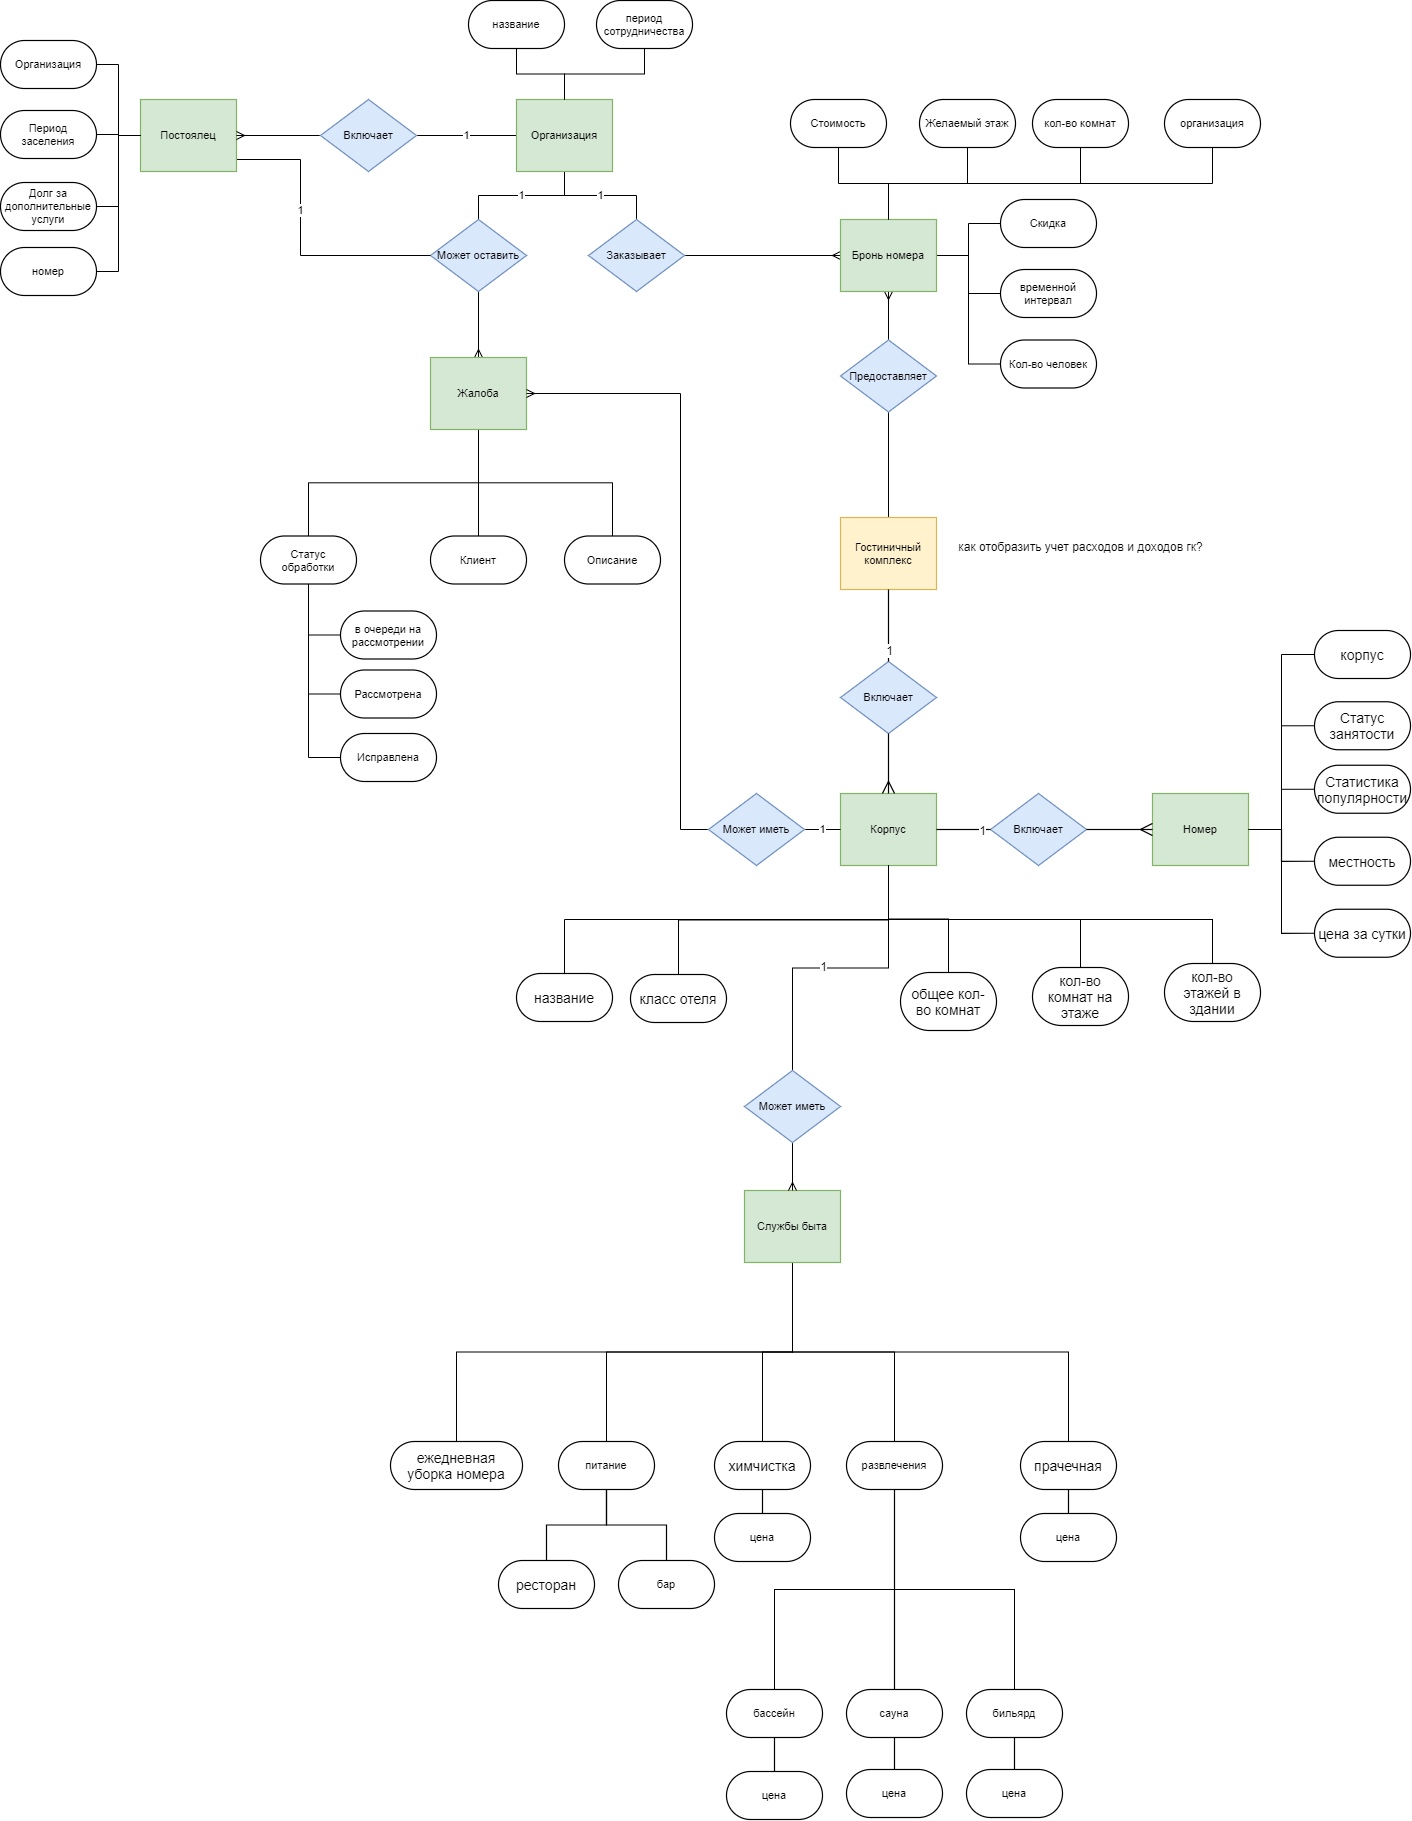 название
период
сотрудничества
Организация
Период
заселения
Долг за
дополнительные
услуги
номер
Постоялец
Включает
1
Организация
1
1
1
Может оставить
Заказывает
Стоимость
Желаемый этаж
кол-во комнат
организация
Бронь номера
Скидка
временной
интервал
Кол-во человек
Предоставляет
Жалоба
Статус
обработки
Клиент
Описание
в очереди на
рассмотрении
Рассмотрена
Исправлена
Гостиничный
комплекс
как отобразить учет расходов и доходов гк?
1
Включает
Может иметь
1
Корпус
1
Включает
Номер
корпус
Статус
занятости
Статистика
популярности
местность
цена за сутки
название
класс отеля
общее кол-
во комнат
кол-во
комнат на
этаже
кол-во
этажей в
здании
1
Может иметь
Службы быта
ежедневная
уборка номера
питание
химчистка
развлечения
прачечная
цена
цена
ресторан
бар
бассейн
сауна
бильярд
цена
цена
цена